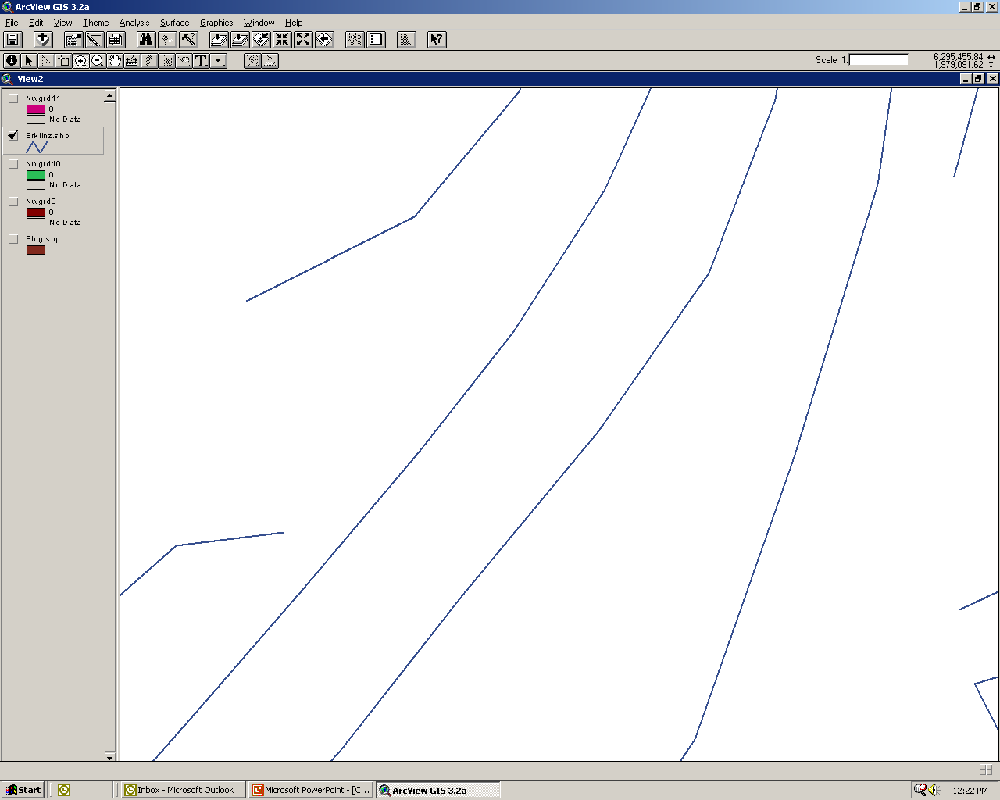 ArcView GIS 3.2a
File Edit View Theme Analysis Surface Graphics Window Help
Scale 1:
6,295,455.84
1,979,091.62
View2
Nwgrd11
0
No Data
Brklinz.shp
Nwgrd10
0
No Data
Nwgrd9
0
No Data
Bldg.shp
Start
Inbox - Microsoft Outlook
Microsoft PowerPoint - [C...
ArcView GIS 3.2a
12:22 PM